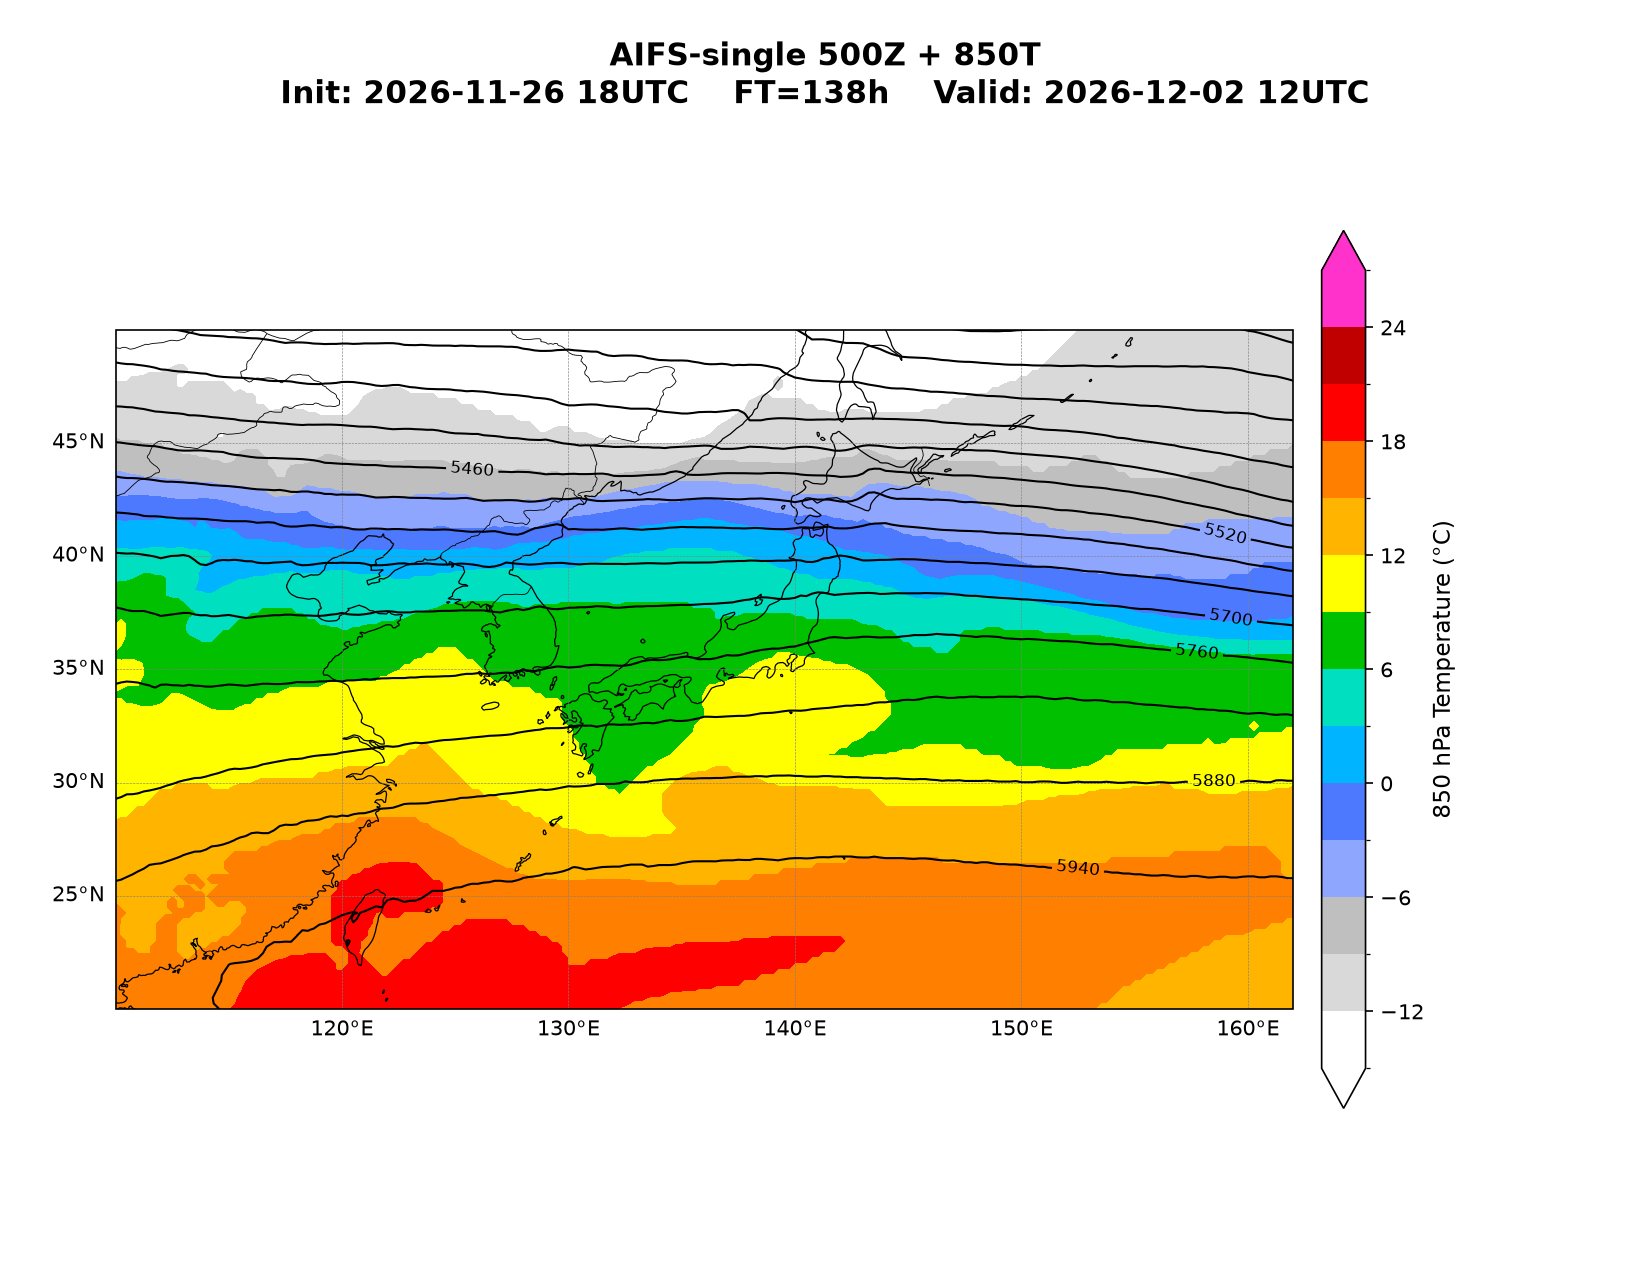 AIFS-single 500Z + 850T
Init: 2026-11-26 18UTC    FT=138h    Valid: 2026-12-02 12UTC
24
18
12
6
0
−6
−12
850 hPa Temperature (°C)
45°N
40°N
35°N
30°N
25°N
5460
5520
5700
5760
5880
5940
120°E
130°E
140°E
150°E
160°E